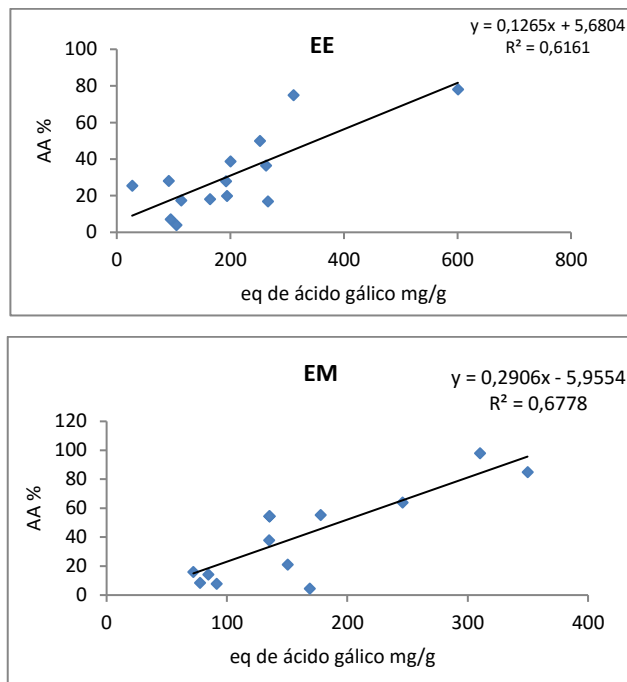 EE
y = 0,1265x + 5,6804
R² = 0,6161
AA %
100
80
60
40
20
0
0 200 400 600 800
eq de ácido gálico mg/g
EM
y = 0,2906x - 5,9554
R² = 0,6778
AA %
120
100
80
60
40
20
0
0 100 200 300 400
eq de ácido gálico mg/g